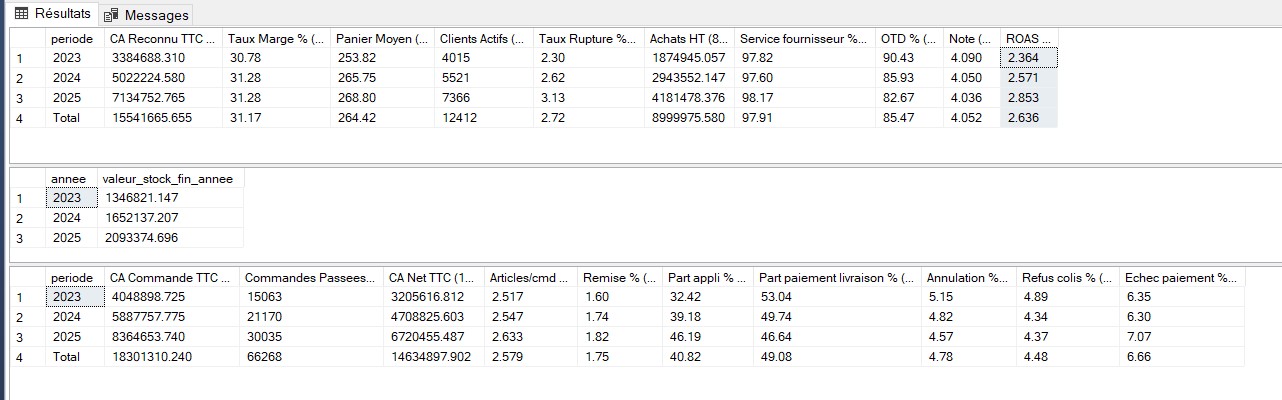 Résultats Messages
periode CA Reconnu TTC ... Taux Marge % (... Panier Moyen (... Clients Actifs (... Taux Rupture %... Achats HT (8... Service fournisseur %... OTD % (... Note (... ROAS ...
1 2023 3384688.310 30.78 253.82 4015 2.30 1874945.057 97.82 90.43 4.090 2.364
2 2024 5022224.580 31.28 265.75 5521 2.62 2943552.147 97.60 85.93 4.050 2.571
3 2025 7134752.765 31.28 268.80 7366 3.13 4181478.376 98.17 82.67 4.036 2.853
4 Total 15541665.655 31.17 264.42 12412 2.72 8999975.580 97.91 85.47 4.052 2.636
annee valeur_stock_fin_annee
1 2023 1346821.147
2 2024 1652137.207
3 2025 2093374.696
periode CA Commande TTC ... Commandes Passees... CA Net TTC (1... Articles/cmd ... Remise % (... Part appli % ... Part paiement livraison % (... Annulation %... Refus colis % (... Echec paiement %...
1 2023 4048898.725 15063 3205616.812 2.517 1.60 32.42 53.04 5.15 4.89 6.35
2 2024 5887757.775 21170 4708825.603 2.547 1.74 39.18 49.74 4.82 4.34 6.30
3 2025 8364653.740 30035 6720455.487 2.633 1.82 46.19 46.64 4.57 4.37 7.07
4 Total 18301310.240 66268 14634897.902 2.579 1.75 40.82 49.08 4.78 4.48 6.66